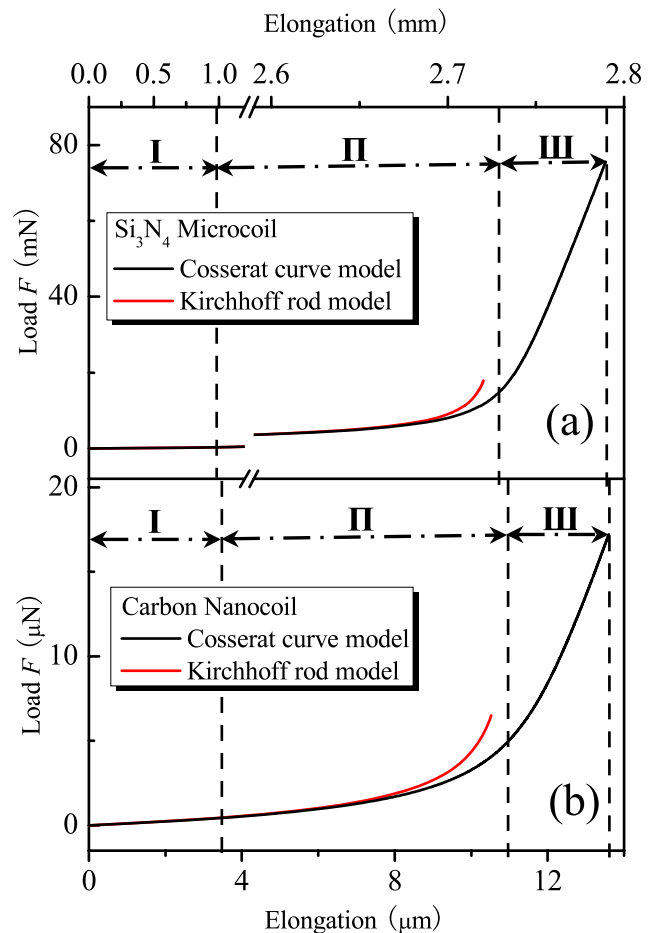 Elongation (mm)
0.0 0.5 1.0 2.6 2.7 2.8
80
I II III
Si3N4 Microcoil
Cosserat curve model
Kirchhoff rod model
40
0
Load F (mN)
(a)
20
I II III
Carbon Nanocoil
Cosserat curve model
Kirchhoff rod model
10
0
Load F (μN)
(b)
0 4 8 12
Elongation (μm)